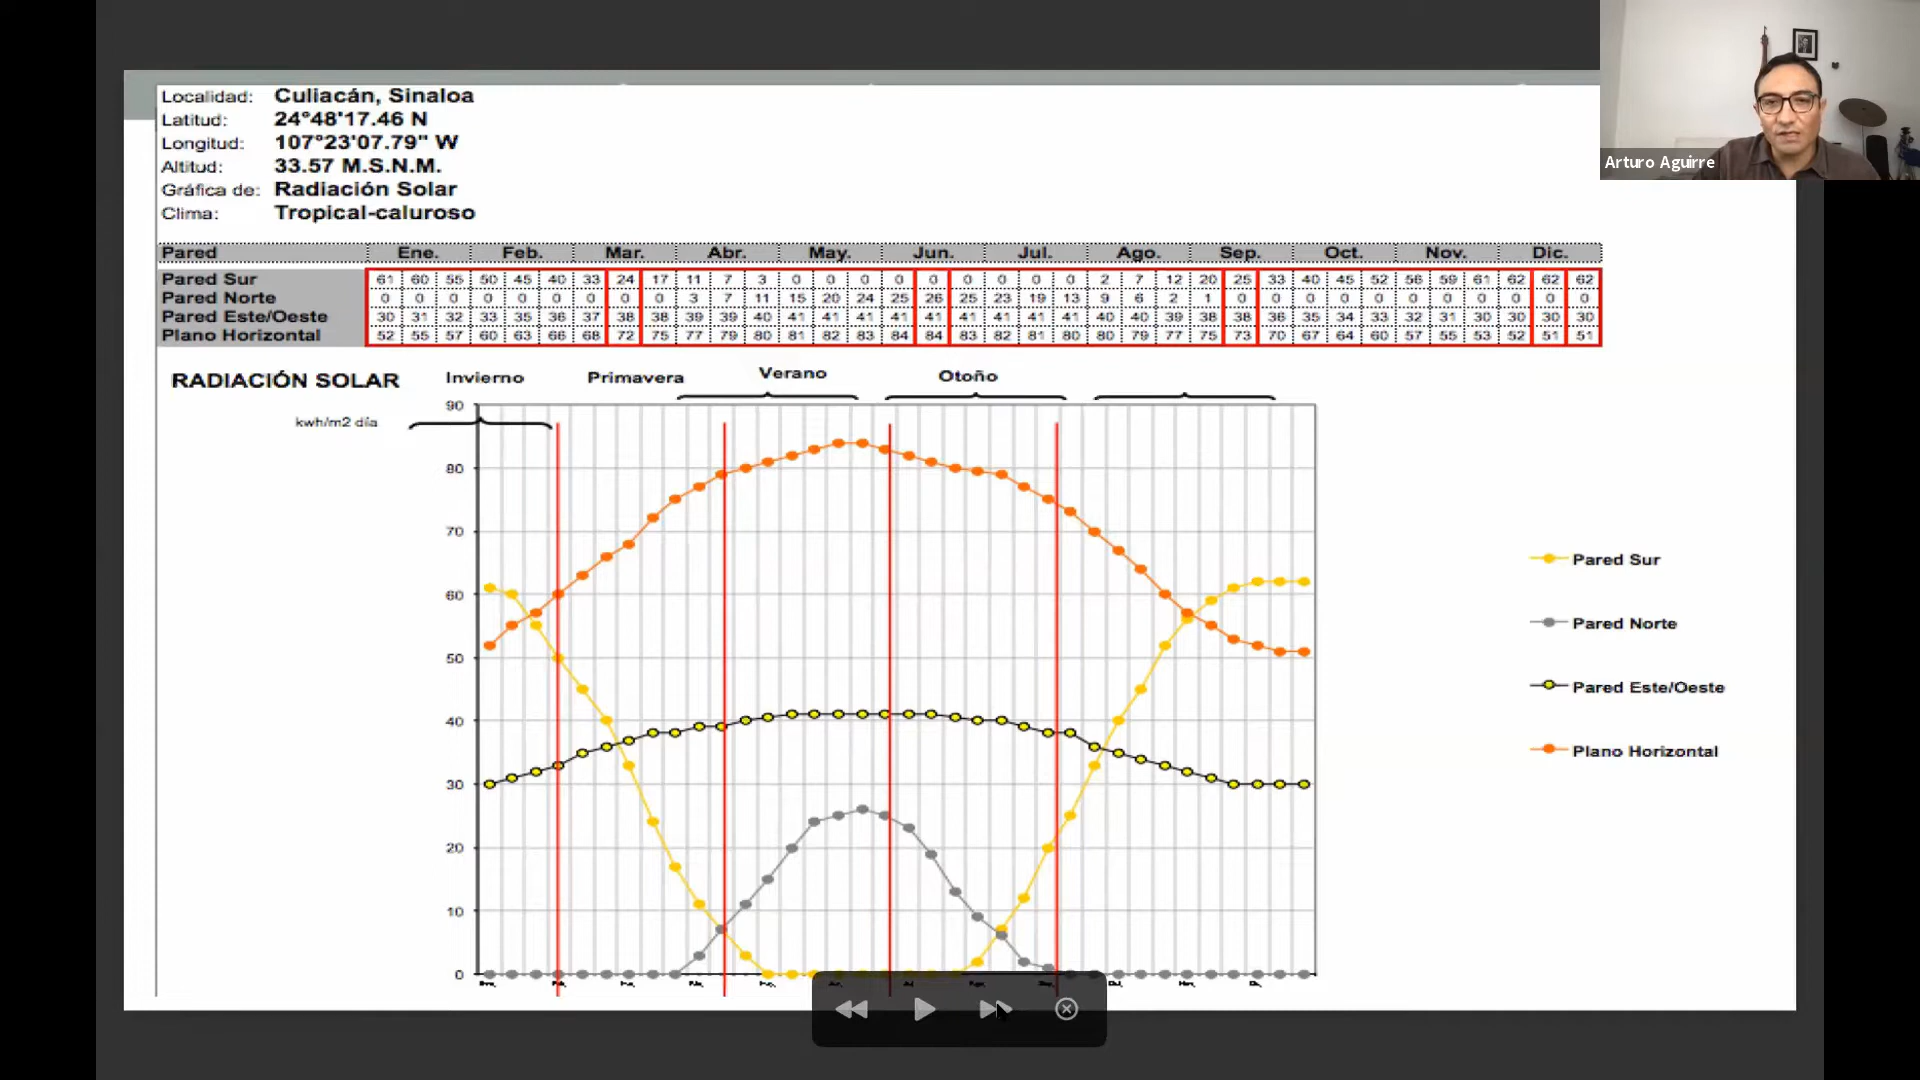 Localidad: Culiacán, Sinaloa
Latitud: 24°48'17.46 N
Longitud: 107°23'07.79" W
Altitud: 33.57 M.S.N.M.
Gráfica de: Radiación Solar
Clima: Tropical-caluroso
Arturo Aguirre
Pared Ene. Feb. Mar. Abr. May. Jun. Jul. Ago. Sep. Oct. Nov. Dic.
Pared Sur 61 60 55 50 45 40 33 24 17 11 7 3 0 0 0 0 0 0 0 0 0 2 7 12 20 25 33 40 45 52 56 59 61 62 62 62
Pared Norte 0 0 0 0 0 0 0 0 0 3 7 11 15 20 24 25 26 25 23 19 13 9 6 2 1 0 0 0 0 0 0 0 0 0 0 0
Pared Este/Oeste 30 31 32 33 35 36 37 38 38 39 39 40 41 41 41 41 41 41 41 41 41 40 40 39 38 38 36 35 34 33 32 31 30 30 30 30
Plano Horizontal 52 55 57 60 63 66 68 72 75 77 79 80 81 82 83 84 84 83 82 81 80 80 79 77 75 73 70 67 64 60 57 55 53 52 51 51
RADIACIÓN SOLAR
Invierno Primavera Verano Otoño
kwh/m2 día
90
80
70
60
50
40
30
20
10
0
Pared Sur
Pared Norte
Pared Este/Oeste
Plano Horizontal